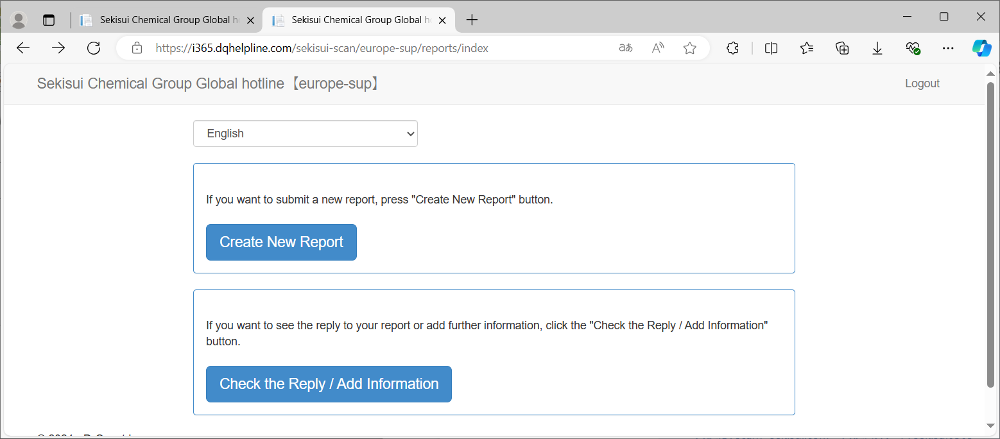 Sekisui Chemical Group Global h
Sekisui Chemical Group Global h
https://i365.dqhelpline.com/sekisui-scan/europe-sup/reports/index
Sekisui Chemical Group Global hotline【europe-sup】
Logout
English
If you want to submit a new report, press "Create New Report" button.
Create New Report
If you want to see the reply to your report or add further information, click the "Check the Reply / Add Information"
button.
Check the Reply / Add Information